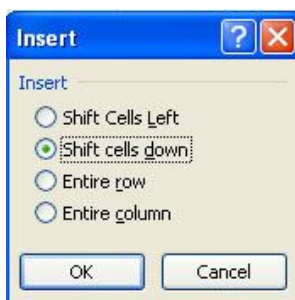 Insert
Insert
Shift Cells Left
Shift cells down
Entire row
Entire column
OK
Cancel